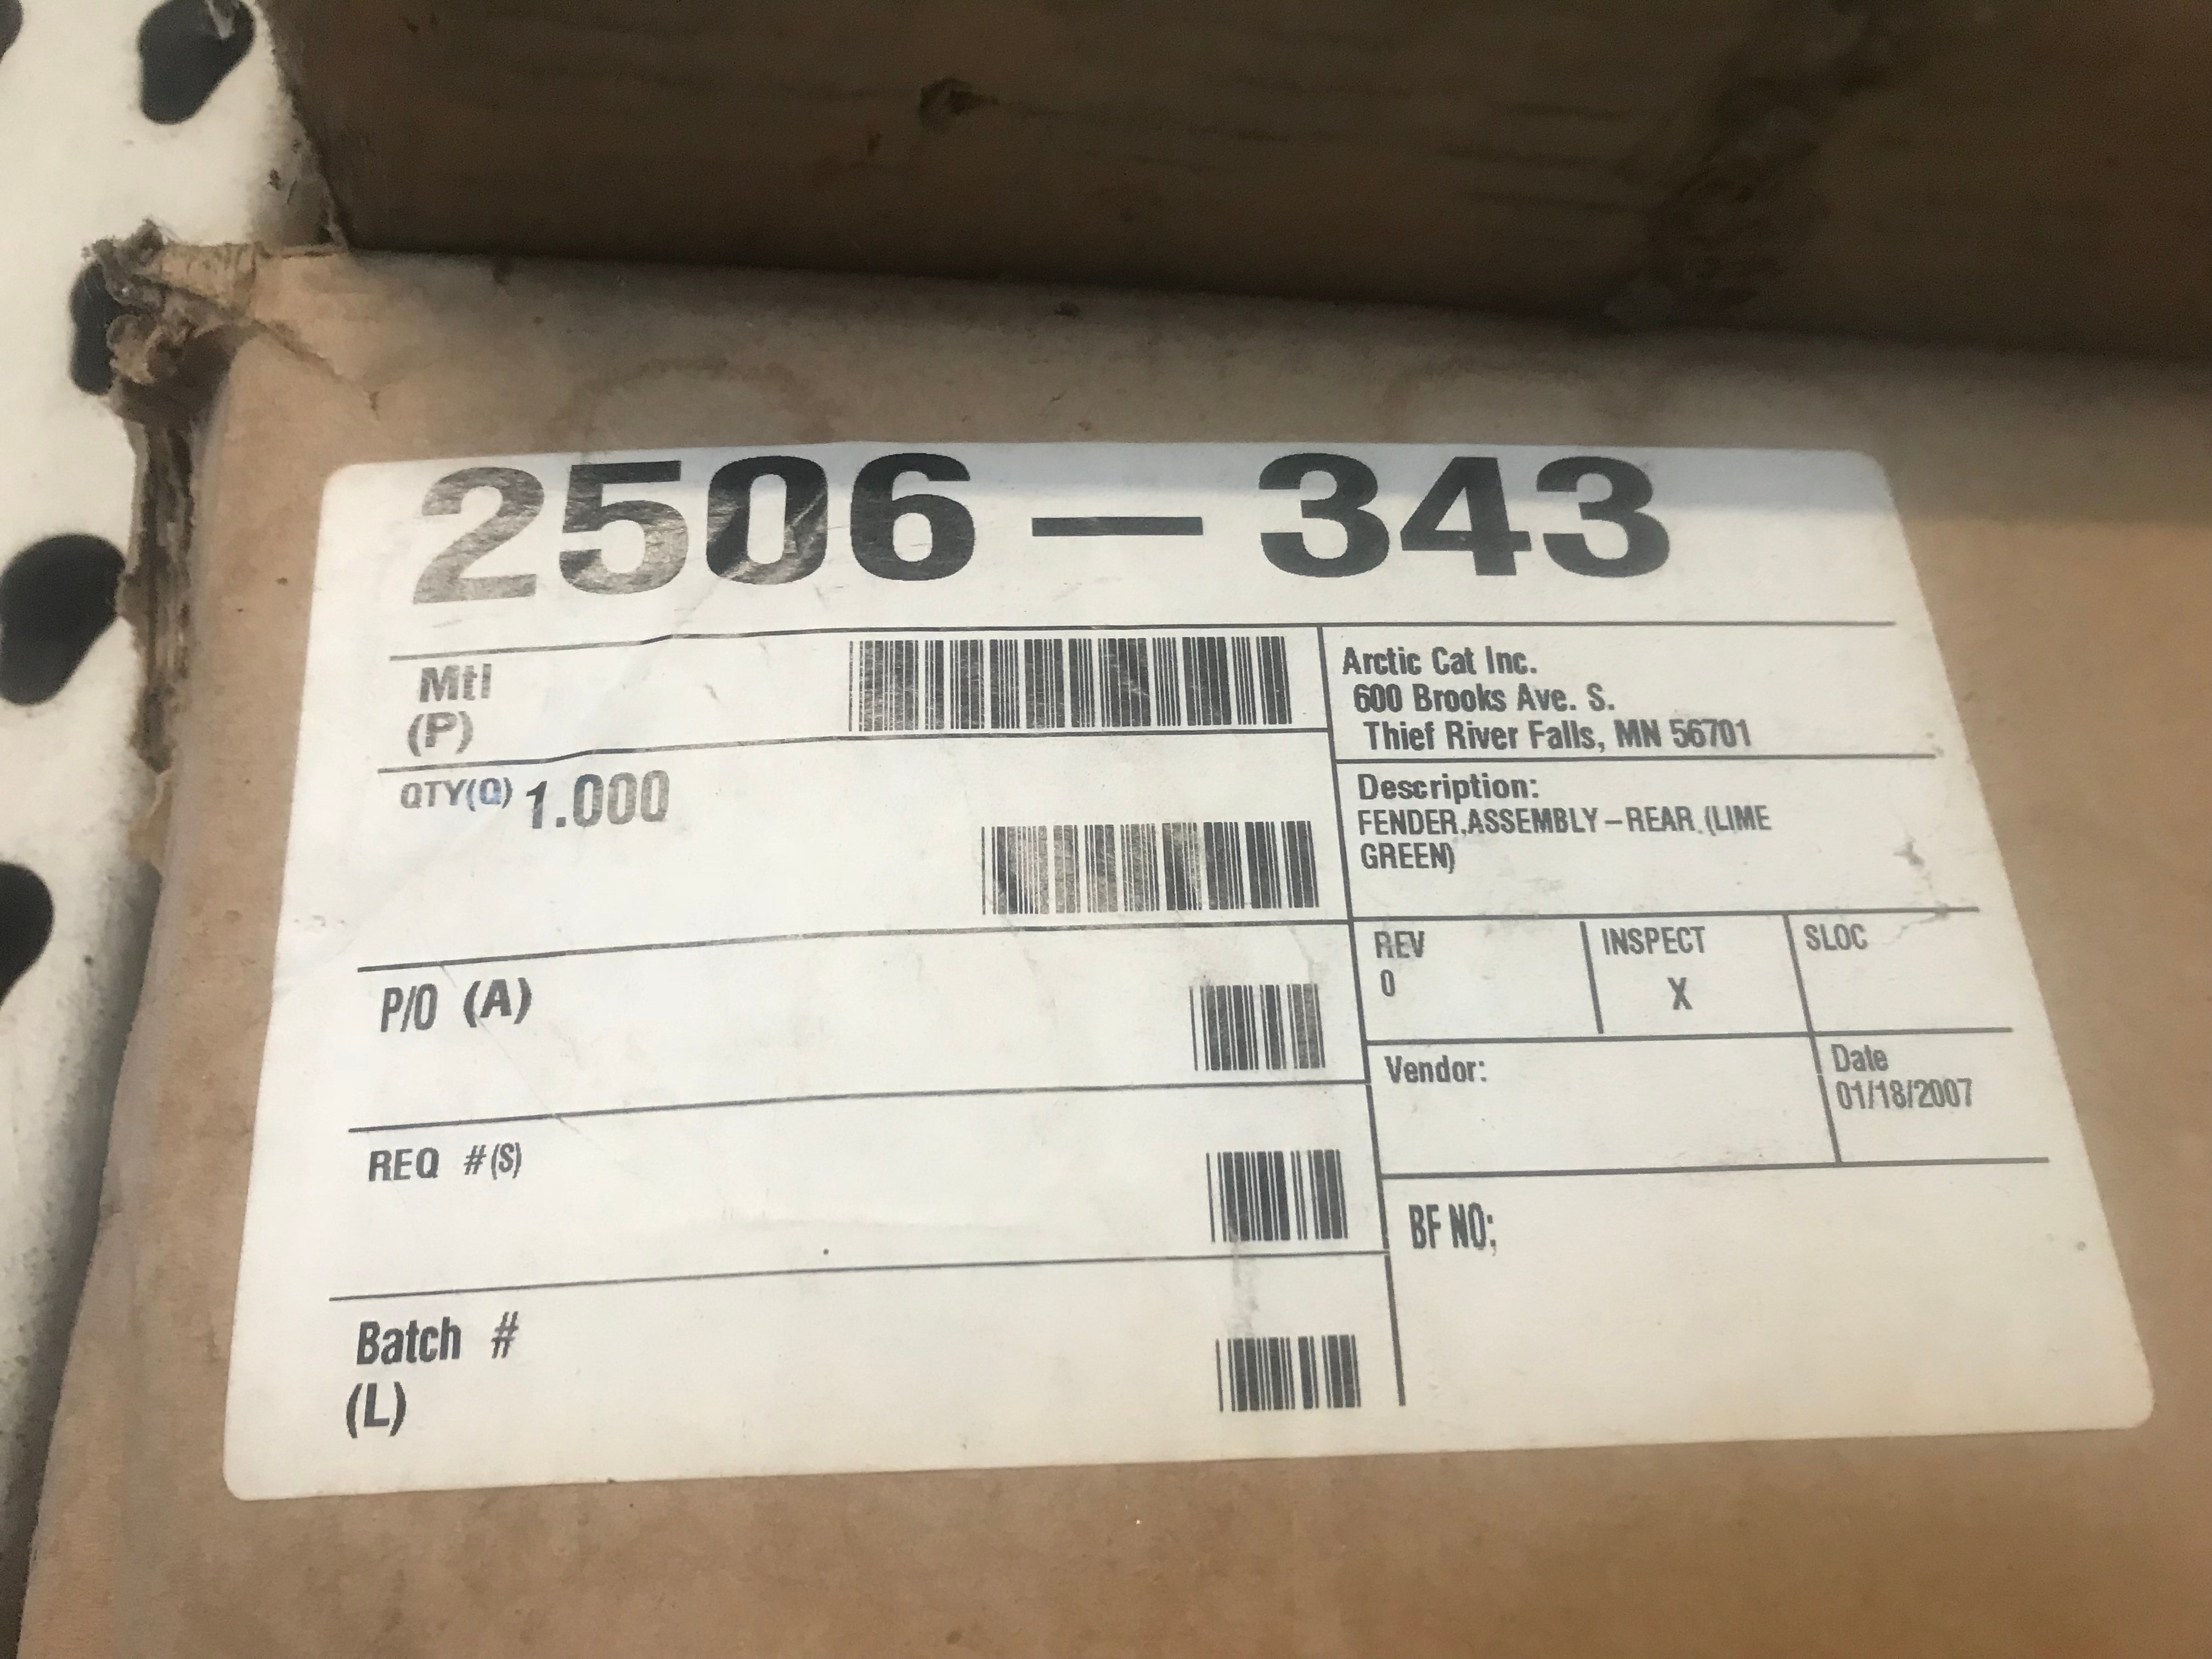 2506-343
Mtl
(P)
Arctic Cat Inc.
600 Brooks Ave. S.
Thief River Falls, MN 56701
QTY(Q) 1.000
Description:
FENDER,ASSEMBLY-REAR (LIME
GREEN)
P/O (A)
REV
0
INSPECT
X
SLOC
Vendor:
Date
01/18/2007
REQ #(S)
BF NO;
Batch #
(L)